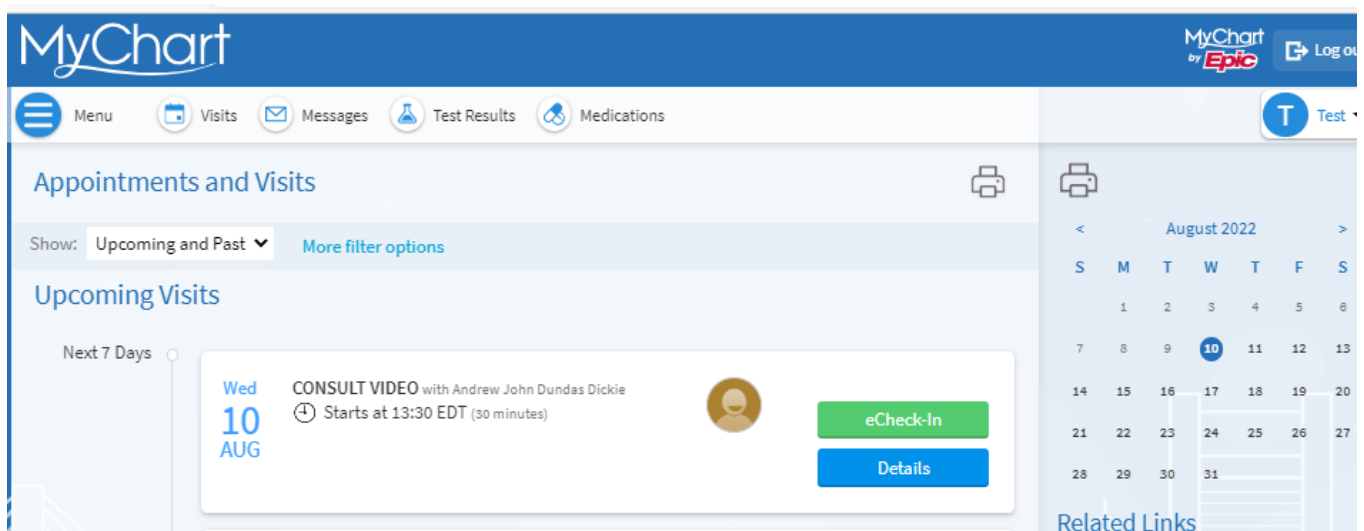 MyChart
MyChart
by Epic
Log ou
Menu
Visits
Messages
Test Results
Medications
T
Test
Appointments and Visits
Show: Upcoming and Past
More filter options
Upcoming Visits
Next 7 Days
Wed
10
AUG
CONSULT VIDEO with Andrew John Dundas Dickie
Starts at 13:30 EDT (30 minutes)
eCheck-In
Details
< August 2022 >
S M T W T F S
1 2 3 4 5 6
7 8 9 10 11 12 13
14 15 16 17 18 19 20
21 22 23 24 25 26 27
28 29 30 31
Related Links